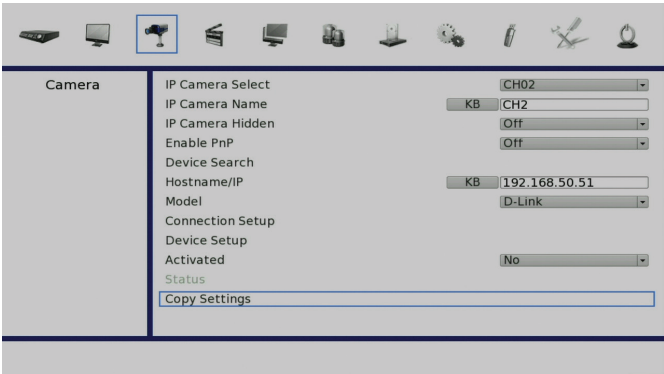 Camera
IP Camera Select CH02
IP Camera Name KB CH2
IP Camera Hidden Off
Enable PnP Off
Device Search
Hostname/IP KB 192.168.50.51
Model D-Link
Connection Setup
Device Setup
Activated No
Status
Copy Settings